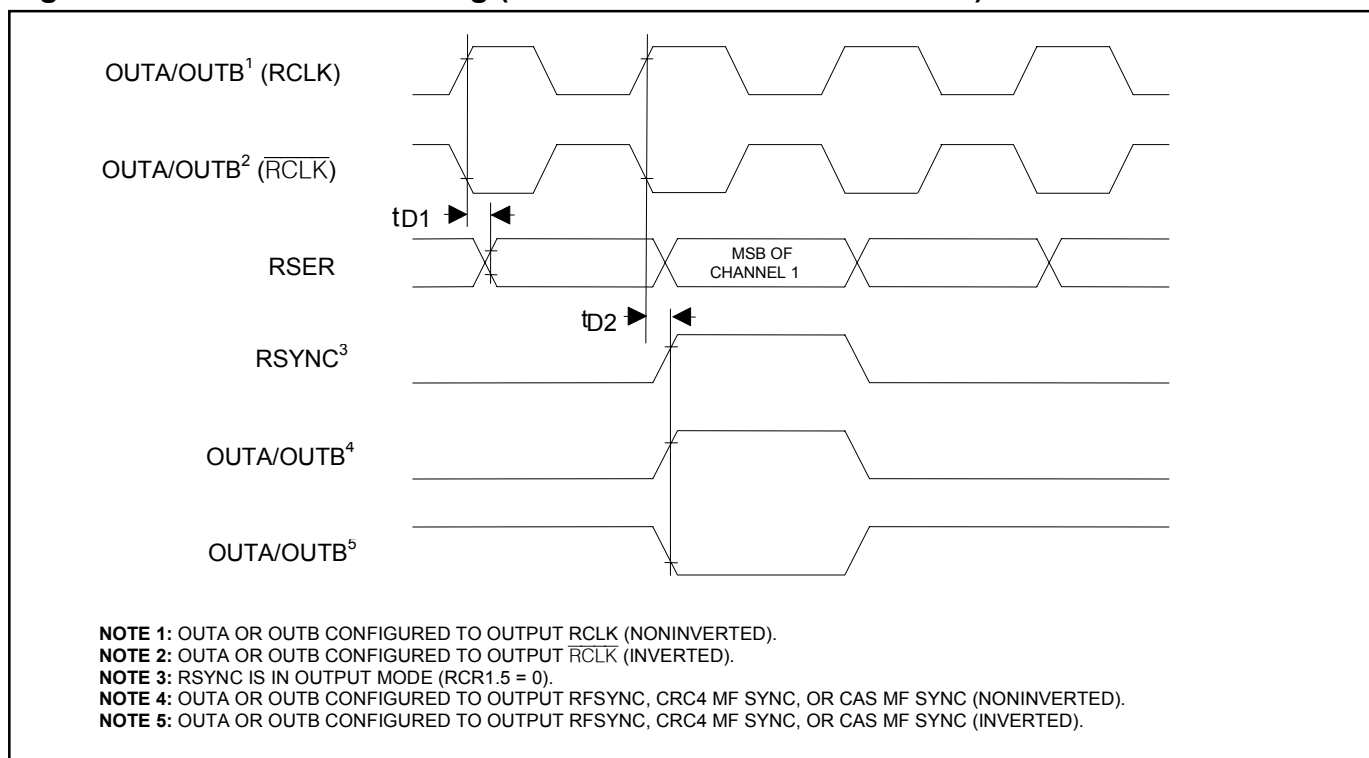 OUTA/OUTB¹ (RCLK)
OUTA/OUTB² (R̅C̅L̅K̅)
tD1
RSER
MSB OF
CHANNEL 1
tD2
RSYNC³
OUTA/OUTB⁴
OUTA/OUTB⁵
NOTE 1: OUTA OR OUTB CONFIGURED TO OUTPUT RCLK (NONINVERTED).
NOTE 2: OUTA OR OUTB CONFIGURED TO OUTPUT R̅C̅L̅K̅ (INVERTED).
NOTE 3: RSYNC IS IN OUTPUT MODE (RCR1.5 = 0).
NOTE 4: OUTA OR OUTB CONFIGURED TO OUTPUT RFSYNC, CRC4 MF SYNC, OR CAS MF SYNC (NONINVERTED).
NOTE 5: OUTA OR OUTB CONFIGURED TO OUTPUT RFSYNC, CRC4 MF SYNC, OR CAS MF SYNC (INVERTED).